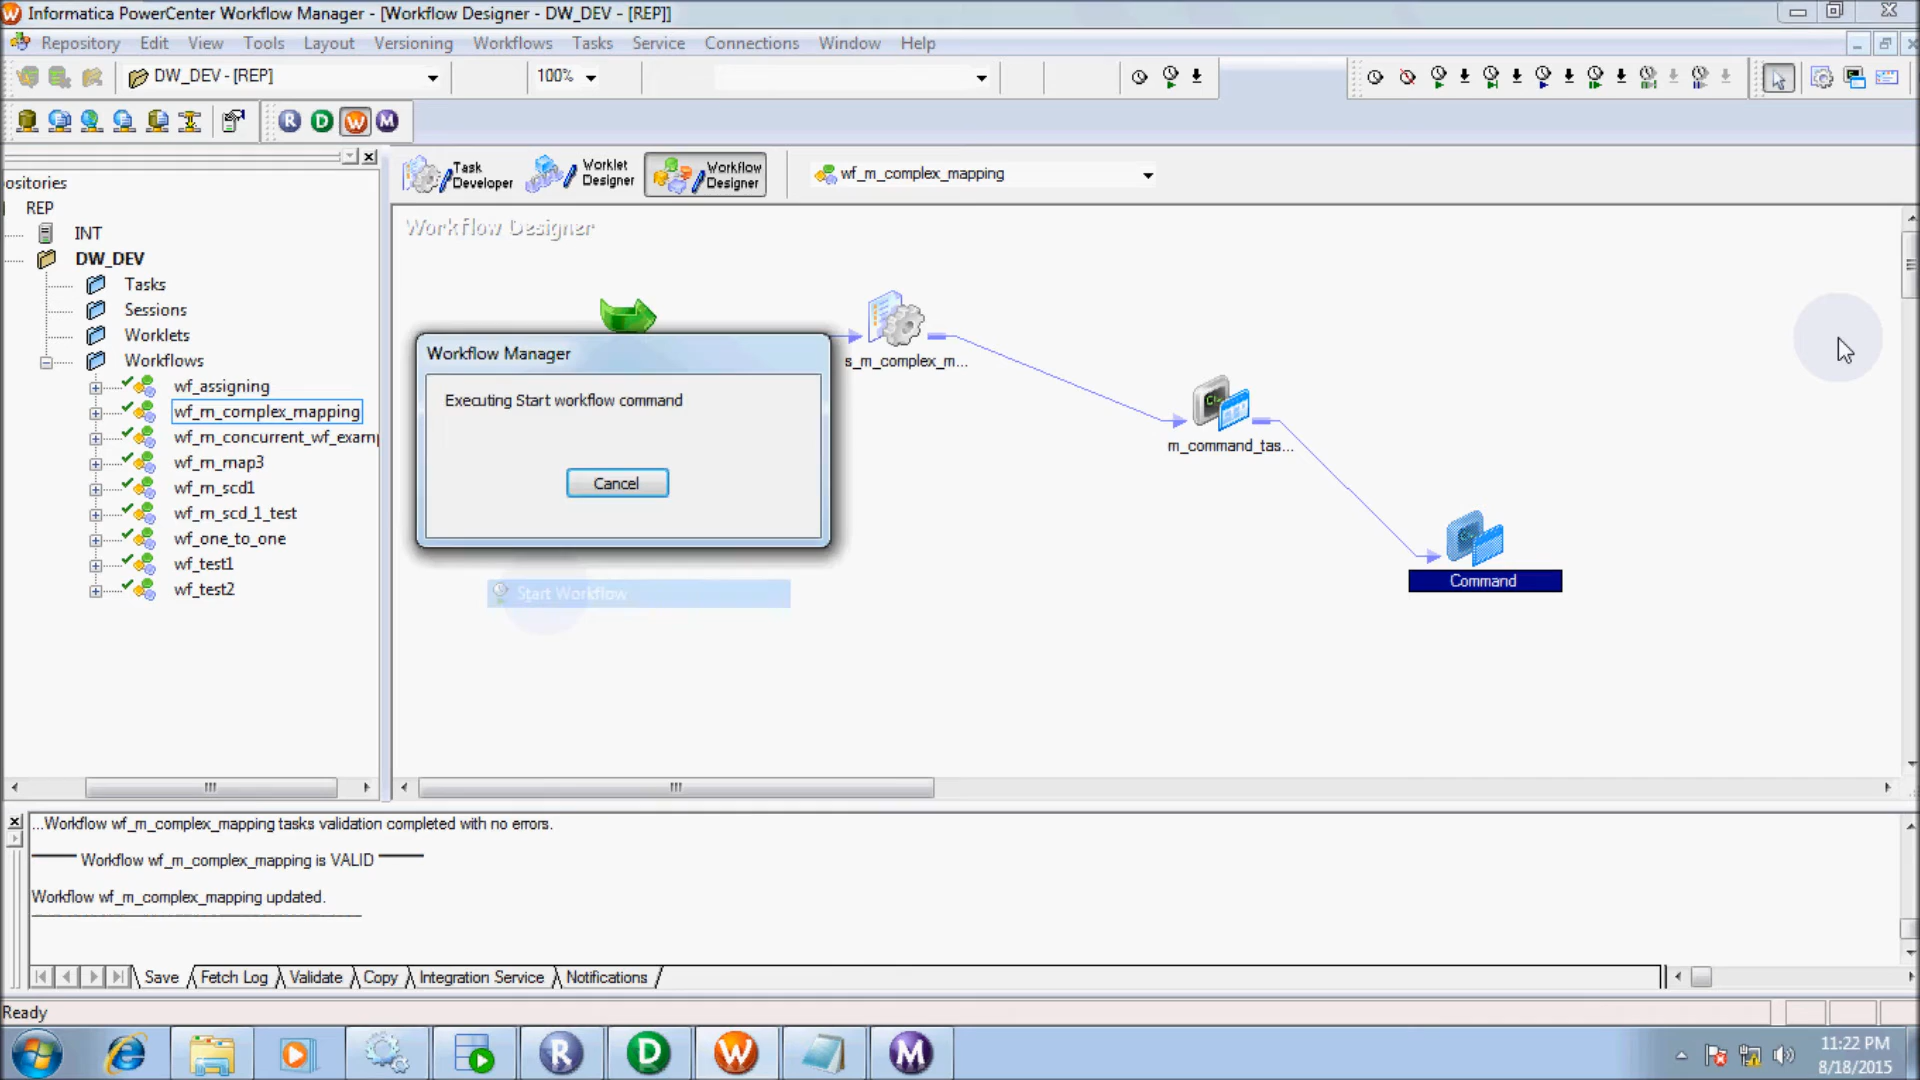 Informatica PowerCenter Workflow Manager - [Workflow Designer - DW_DEV - [REP]]
Repository Edit View Tools Layout Versioning Workflows Tasks Service Connections Window Help
DW_DEV - [REP]
100%
R D W M
Task Developer
Worklet Designer
Workflow Designer
wf_m_complex_mapping
ositories
REP
INT
DW_DEV
Tasks
Sessions
Worklets
Workflows
wf_assigning
wf_m_complex_mapping
wf_m_concurrent_wf_examp
wf_m_map3
wf_m_scd1
wf_m_scd_1_test
wf_one_to_one
wf_test1
wf_test2
Workflow Designer
s_m_complex_m...
m_command_tas...
Command
Workflow Manager
Executing Start workflow command
Cancel
Start Workflow
...Workflow wf_m_complex_mapping tasks validation completed with no errors.
Workflow wf_m_complex_mapping is VALID
Workflow wf_m_complex_mapping updated.
Save Fetch Log Validate Copy Integration Service Notifications
Ready
R D W M
11:22 PM
8/18/2015